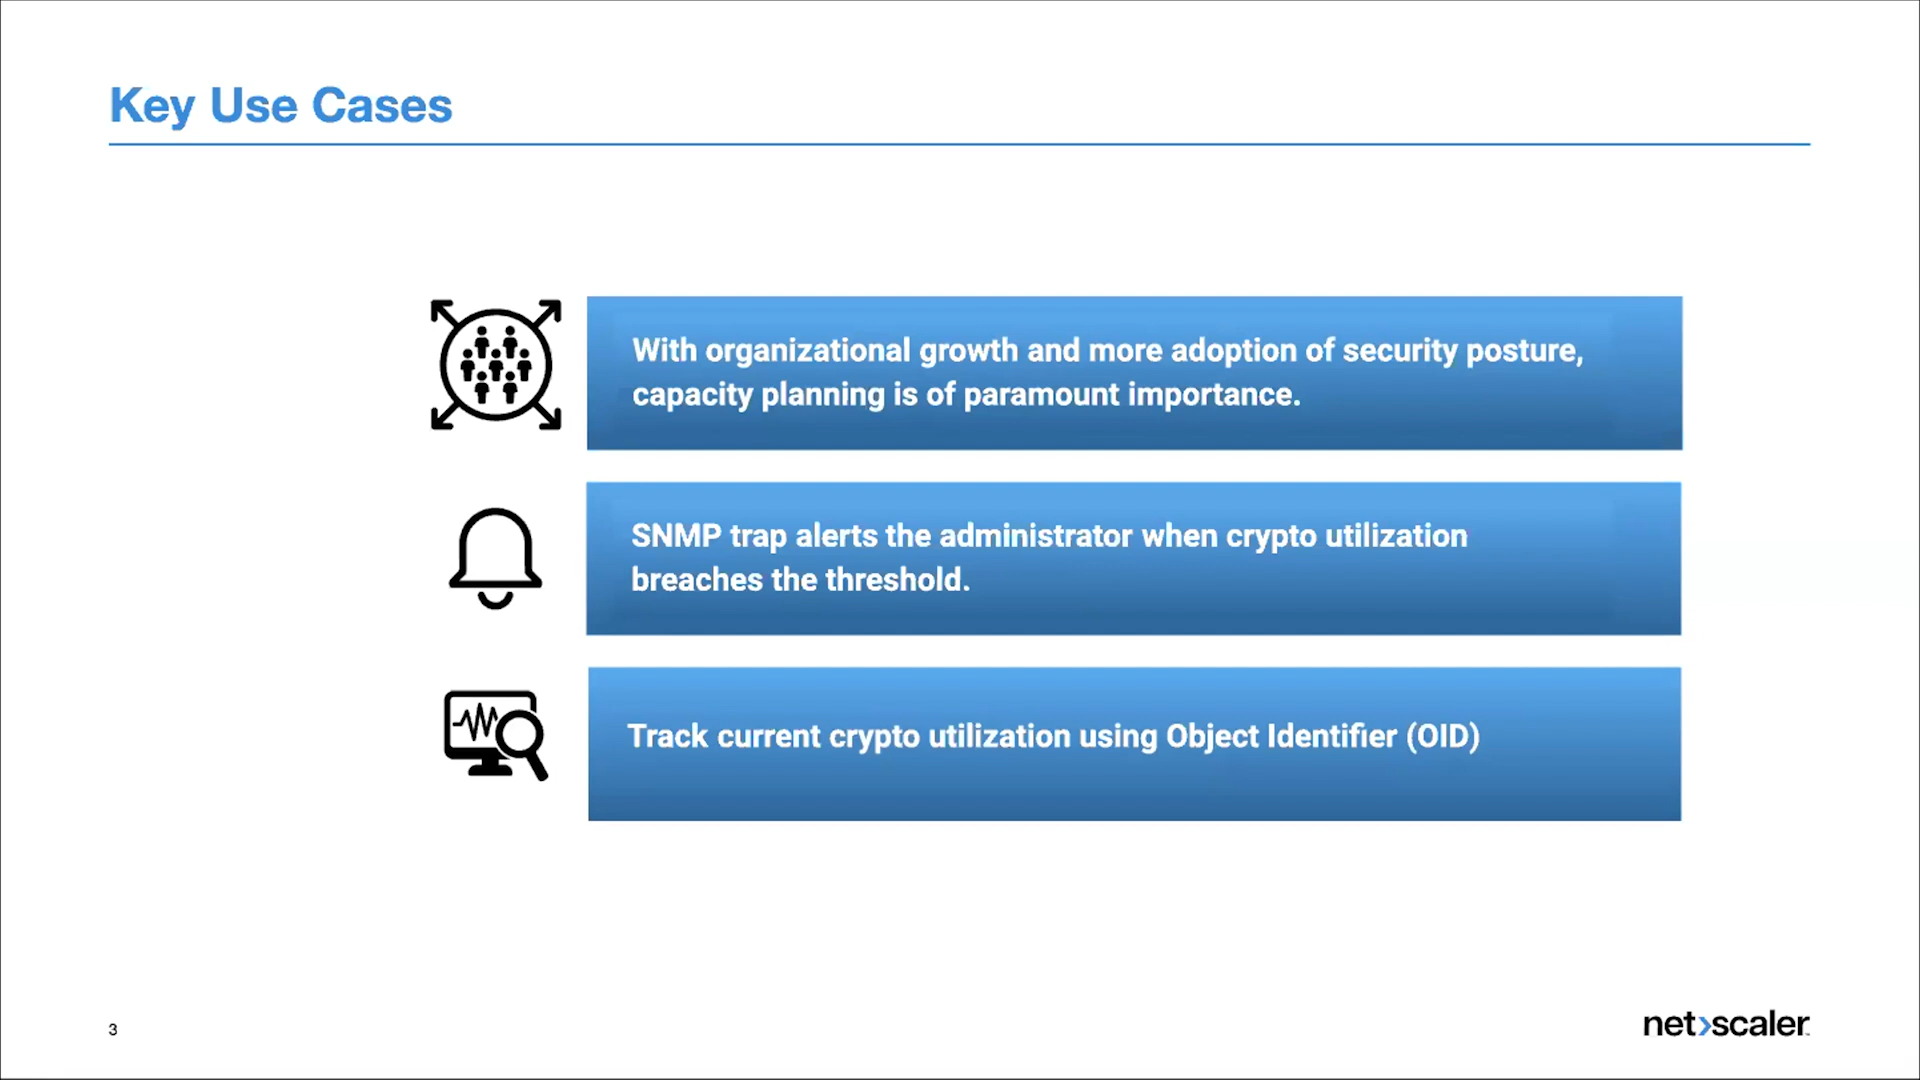 Key Use Cases
With organizational growth and more adoption of security posture,
capacity planning is of paramount importance.
SNMP trap alerts the administrator when crypto utilization
breaches the threshold.
Track current crypto utilization using Object Identifier (OID)
3
net>scaler